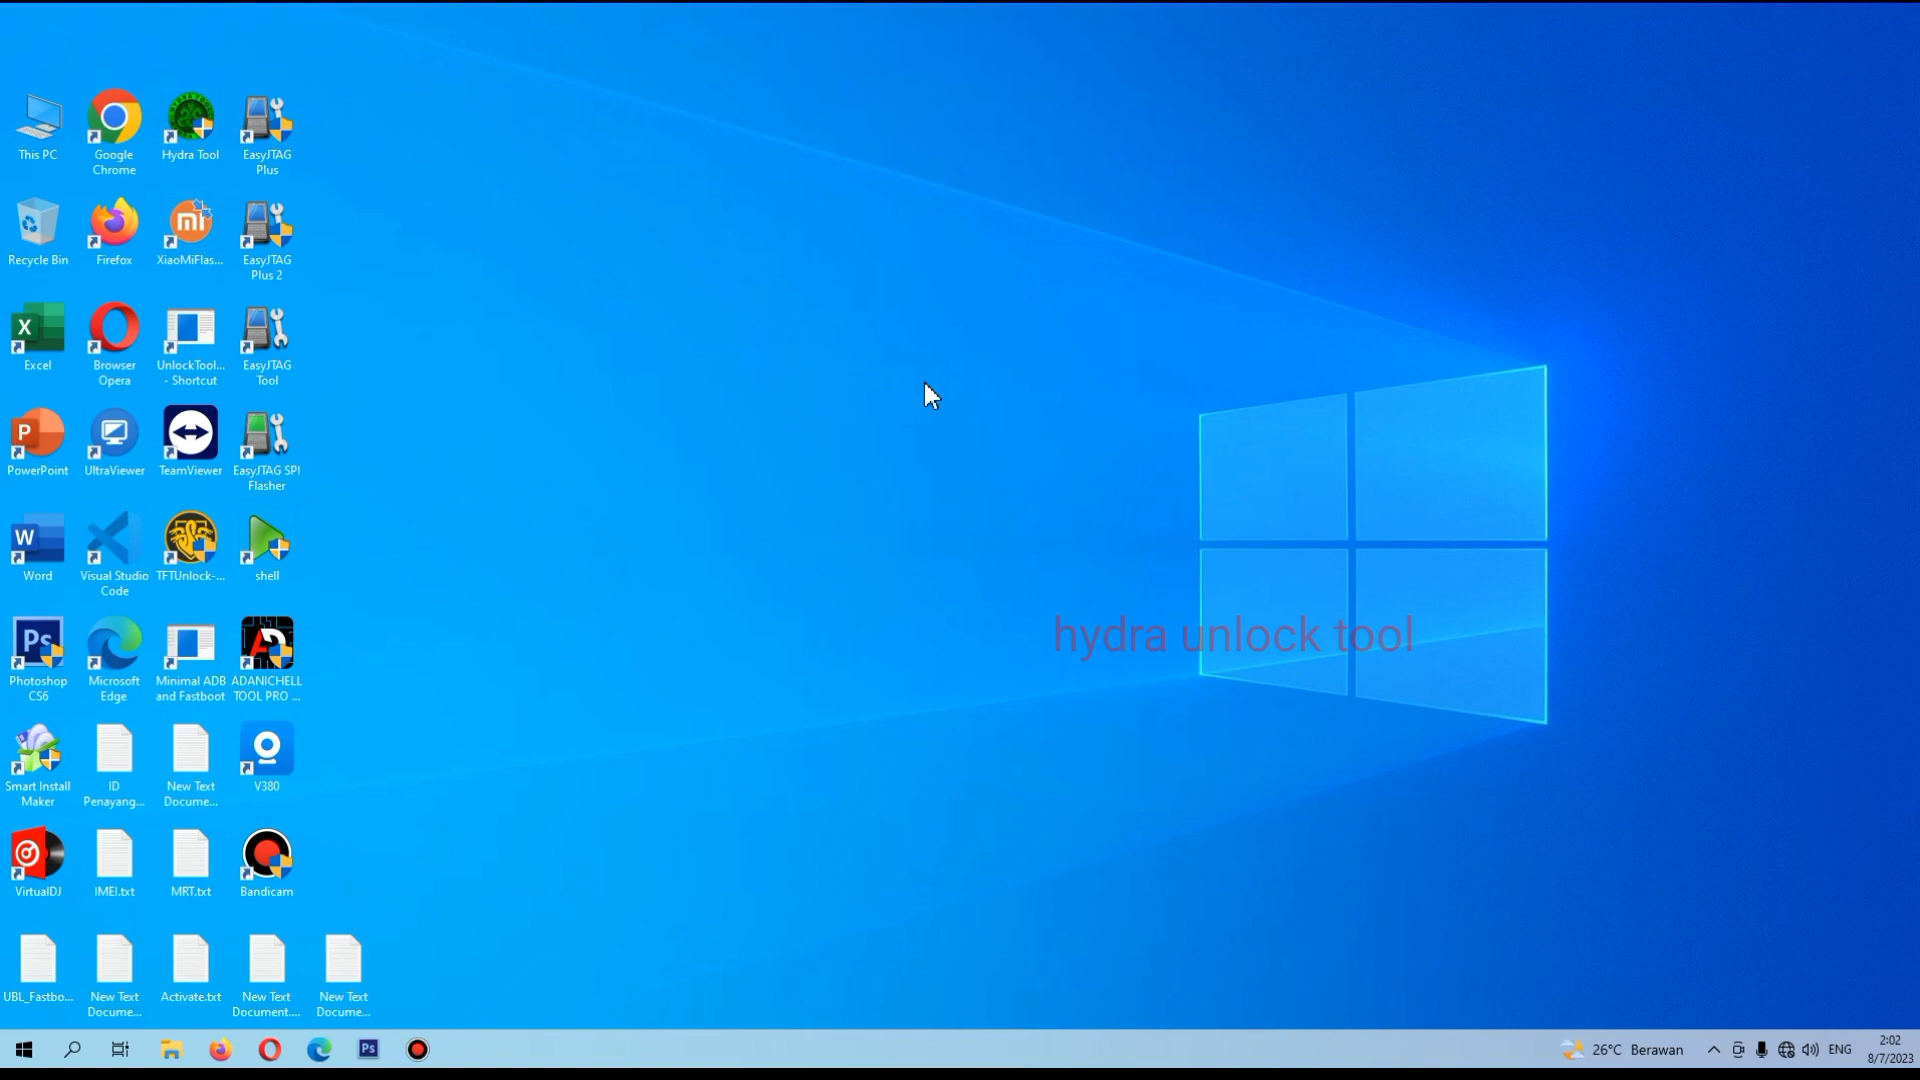 This PC
Google Chrome
Hydra Tool
EasyJTAG Plus
Recycle Bin
Firefox
XiaoMiFlas...
EasyJTAG Plus 2
Excel
Browser Opera
UnlockTool... - Shortcut
EasyJTAG Tool
PowerPoint
UltraViewer
TeamViewer
EasyJTAG SPI Flasher
Word
Visual Studio Code
TFTUnlock-...
shell
Photoshop CS6
Microsoft Edge
Minimal ADB and Fastboot
ADANICHELL TOOL PRO ...
hydra unlock tool
Smart Install Maker
ID Penayang...
New Text Docume...
V380
VirtualDJ
IMEI.txt
MRT.txt
Bandicam
UBL_Fastbo...
New Text Docume...
Activate.txt
New Text Document....
New Text Docume...
26°C Berawan
ENG
2:02
8/7/2023